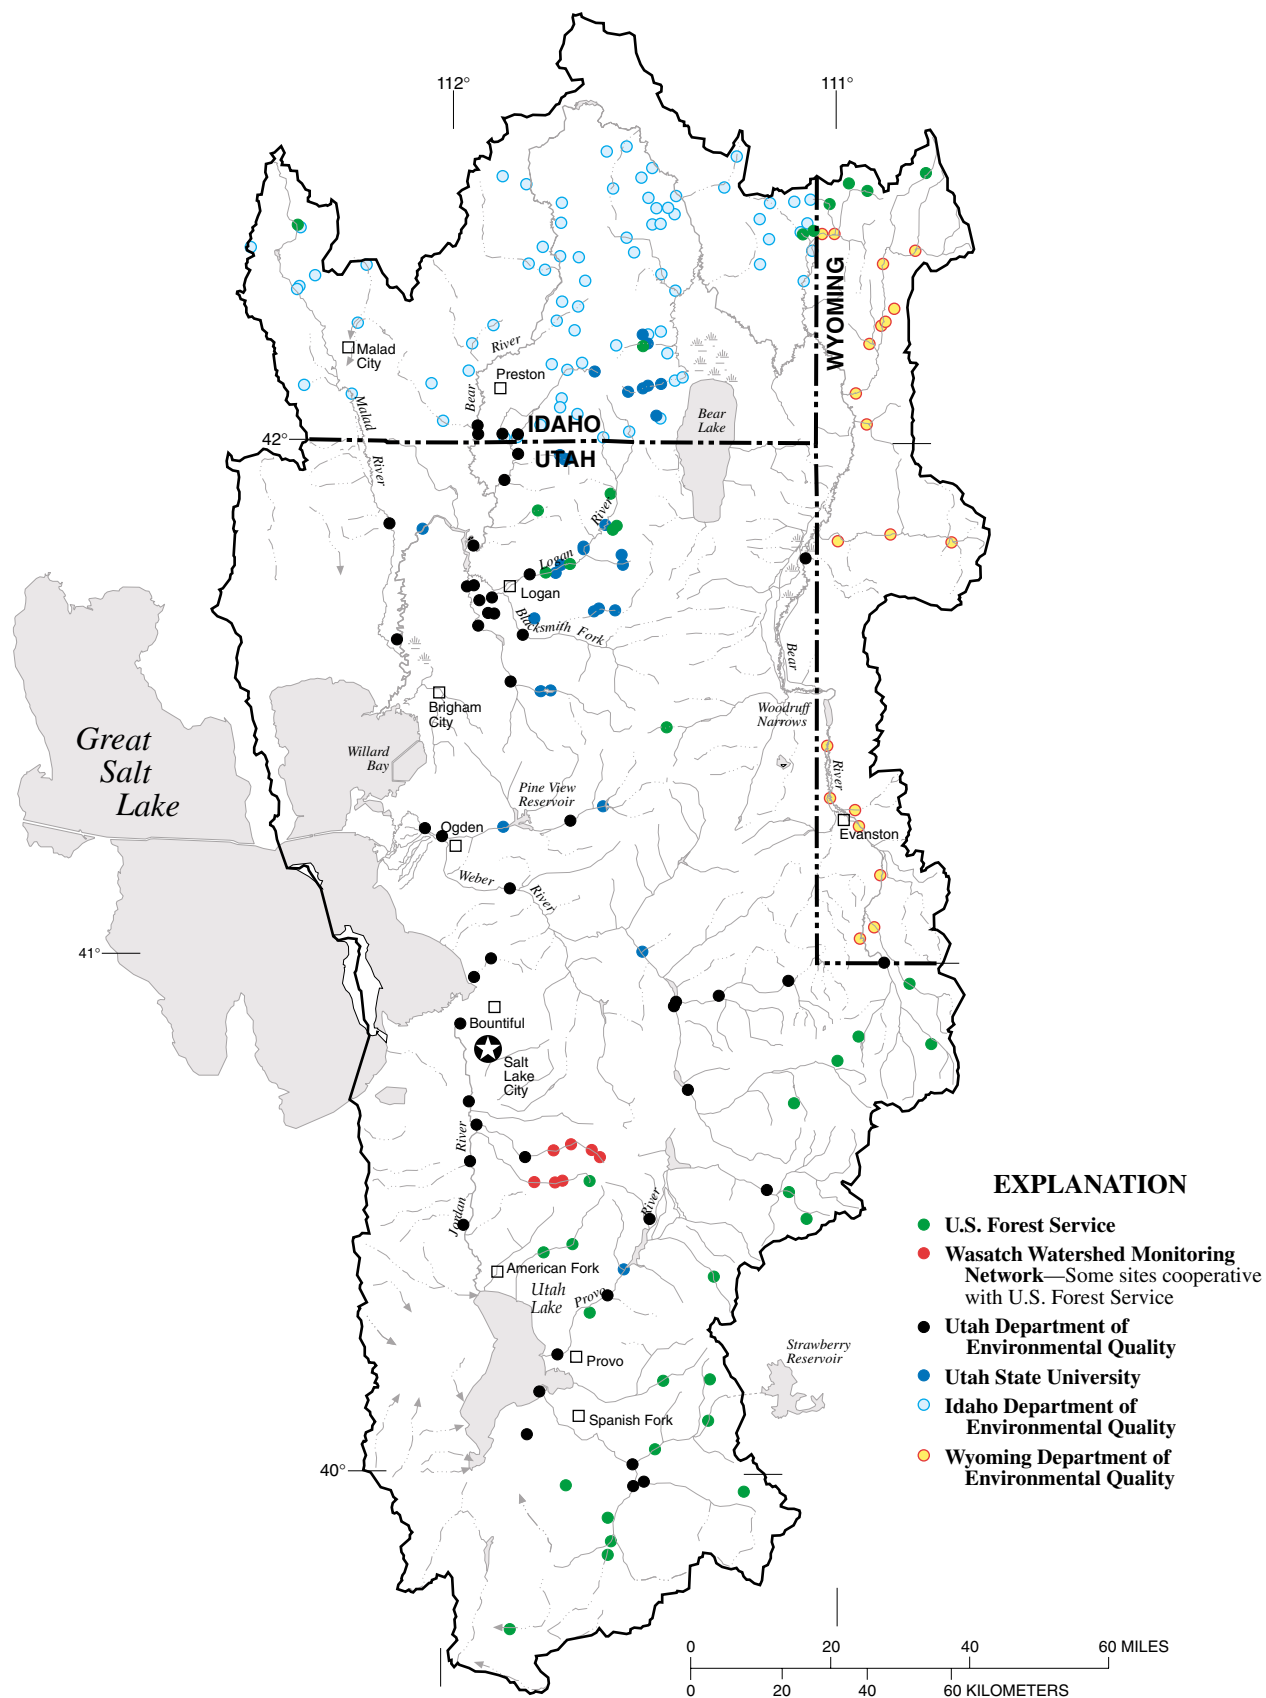 112°
111°
WYOMING
Malad
City
River
Preston
Bear
Malad
Bear
Lake
IDAHO
42°
UTAH
River
River
Logan
Logan
Blacksmith Fork
Bear
Brigham
City
Woodruff
Narrows
Great
Salt
Lake
Willard
Bay
River
Pine View
Reservoir
Ogden
Evanston
Weber
River
41°
Bountiful
Salt
Lake
City
River
Jordan
River
American Fork
Utah
Lake
Provo
Strawberry
Reservoir
Provo
Spanish Fork
40°
EXPLANATION
U.S. Forest Service
Wasatch Watershed Monitoring
Network—Some sites cooperative
with U.S. Forest Service
Utah Department of
Environmental Quality
Utah State University
Idaho Department of
Environmental Quality
Wyoming Department of
Environmental Quality
0 20 40 60 MILES
0 20 40 60 KILOMETERS